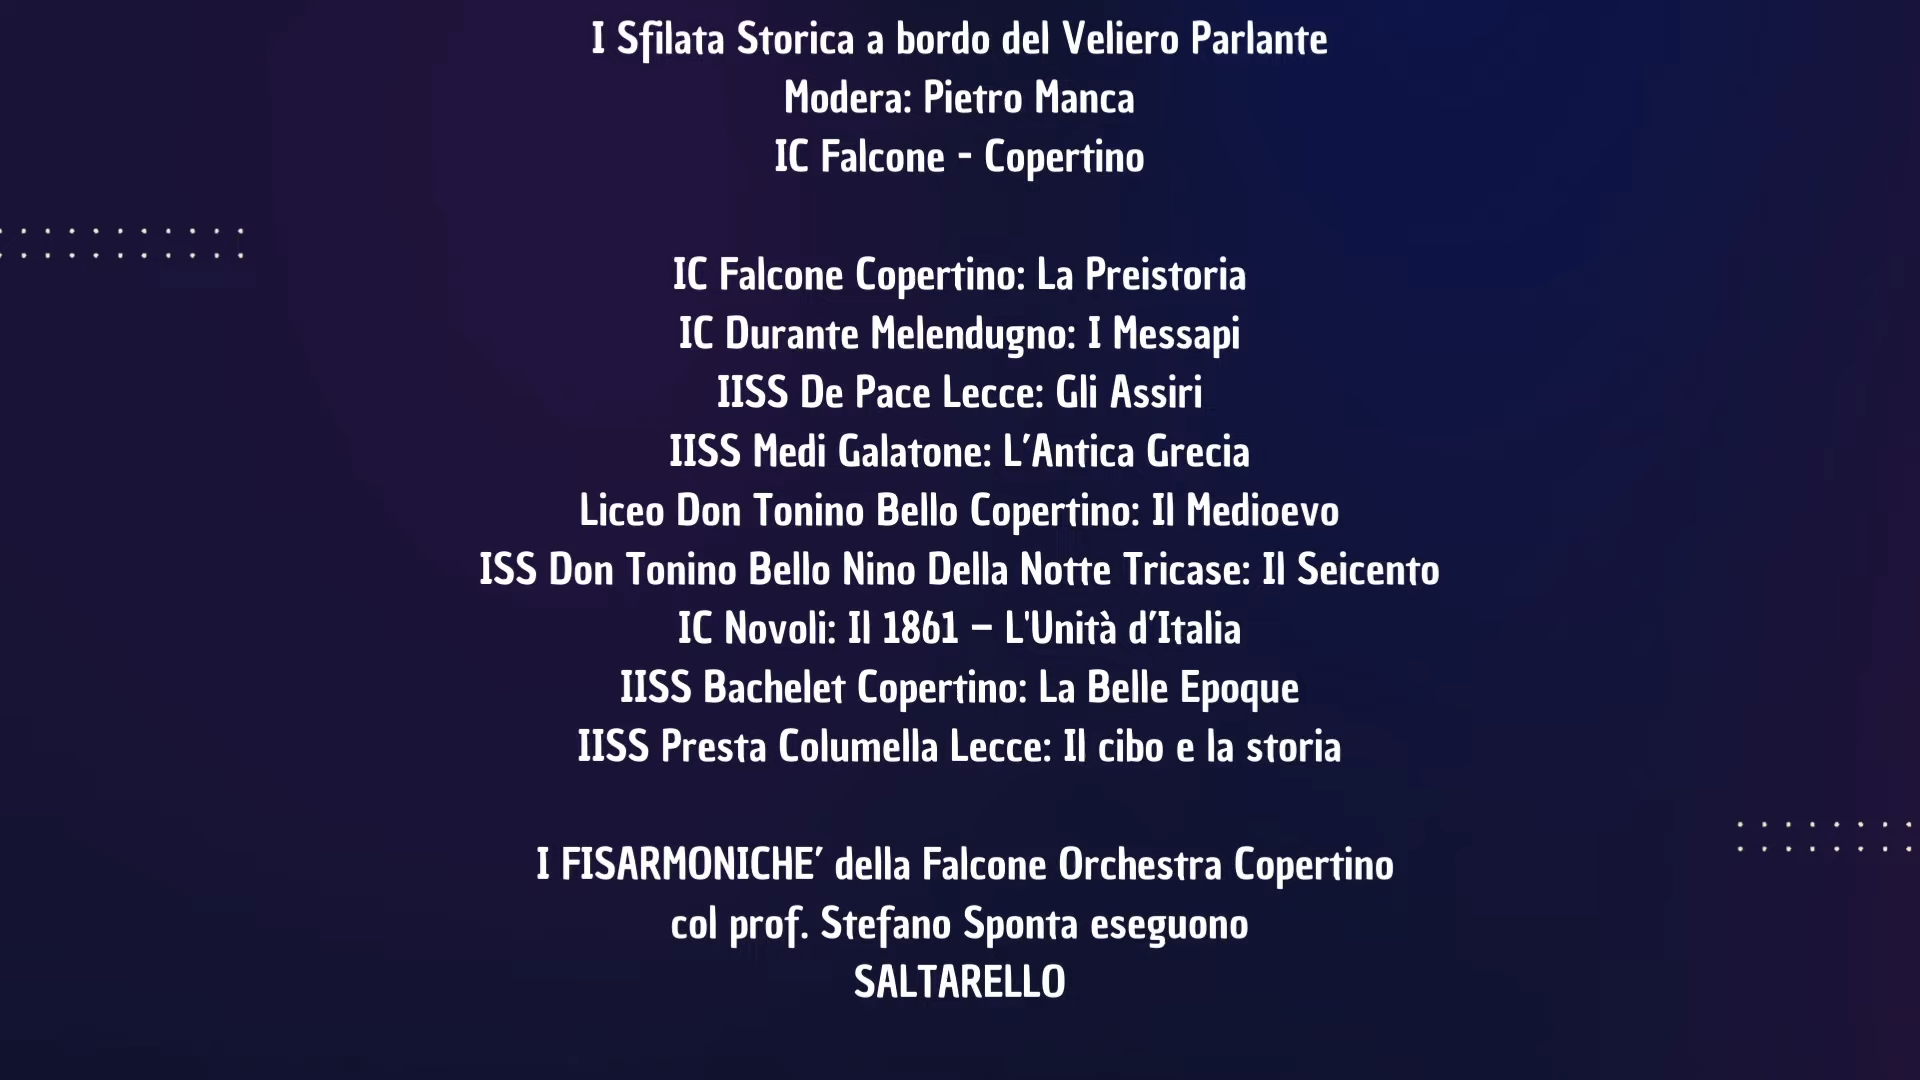 I Sfilata Storica a bordo del Veliero Parlante
Modera: Pietro Manca
IC Falcone - Copertino
IC Falcone Copertino: La Preistoria
IC Durante Melendugno: I Messapi
IISS De Pace Lecce: Gli Assiri
IISS Medi Galatone: L’Antica Grecia
Liceo Don Tonino Bello Copertino: Il Medioevo
ISS Don Tonino Bello Nino Della Notte Tricase: Il Seicento
IC Novoli: Il 1861 – L'Unità d’Italia
IISS Bachelet Copertino: La Belle Epoque
IISS Presta Columella Lecce: Il cibo e la storia
I FISARMONICHE’ della Falcone Orchestra Copertino
col prof. Stefano Sponta eseguono
SALTARELLO